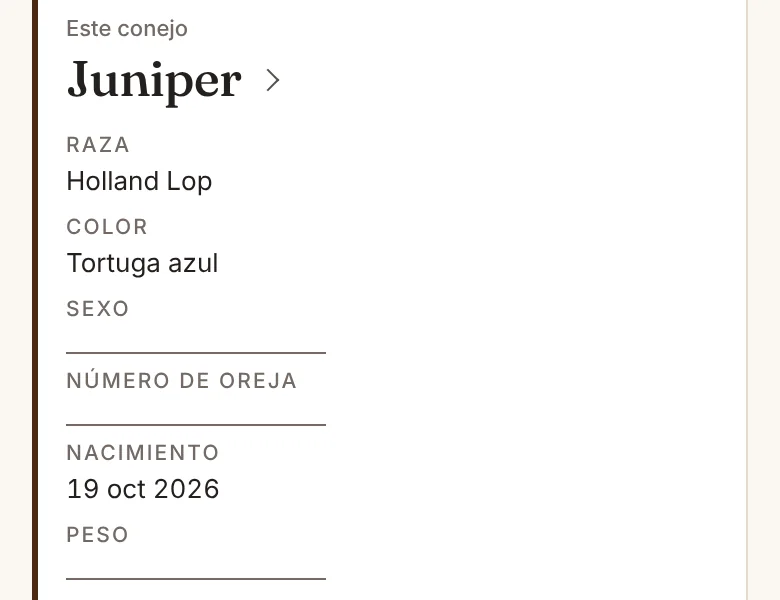 Este conejo
Juniper
RAZA
Holland Lop
COLOR
Tortuga azul
SEXO
NÚMERO DE OREJA
NACIMIENTO
19 oct 2026
PESO